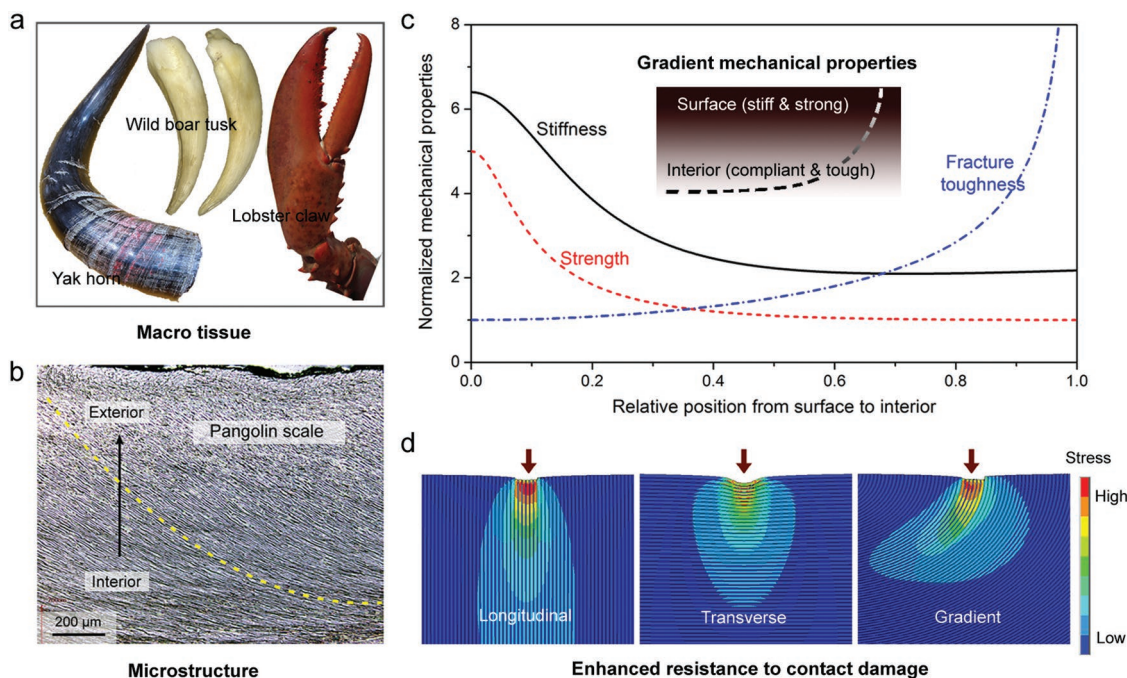 a
Wild boar tusk
Lobster claw
Yak horn
Macro tissue
b
Exterior
Pangolin scale
Interior
200 µm
Microstructure
c
Normalized mechanical properties
8
6
4
2
0
Gradient mechanical properties
Surface (stiff & strong)
Interior (compliant & tough)
Stiffness
Strength
Fracture
toughness
0.0 0.2 0.4 0.6 0.8 1.0
Relative position from surface to interior
d
Longitudinal
Transverse
Gradient
Stress
High
Low
Enhanced resistance to contact damage